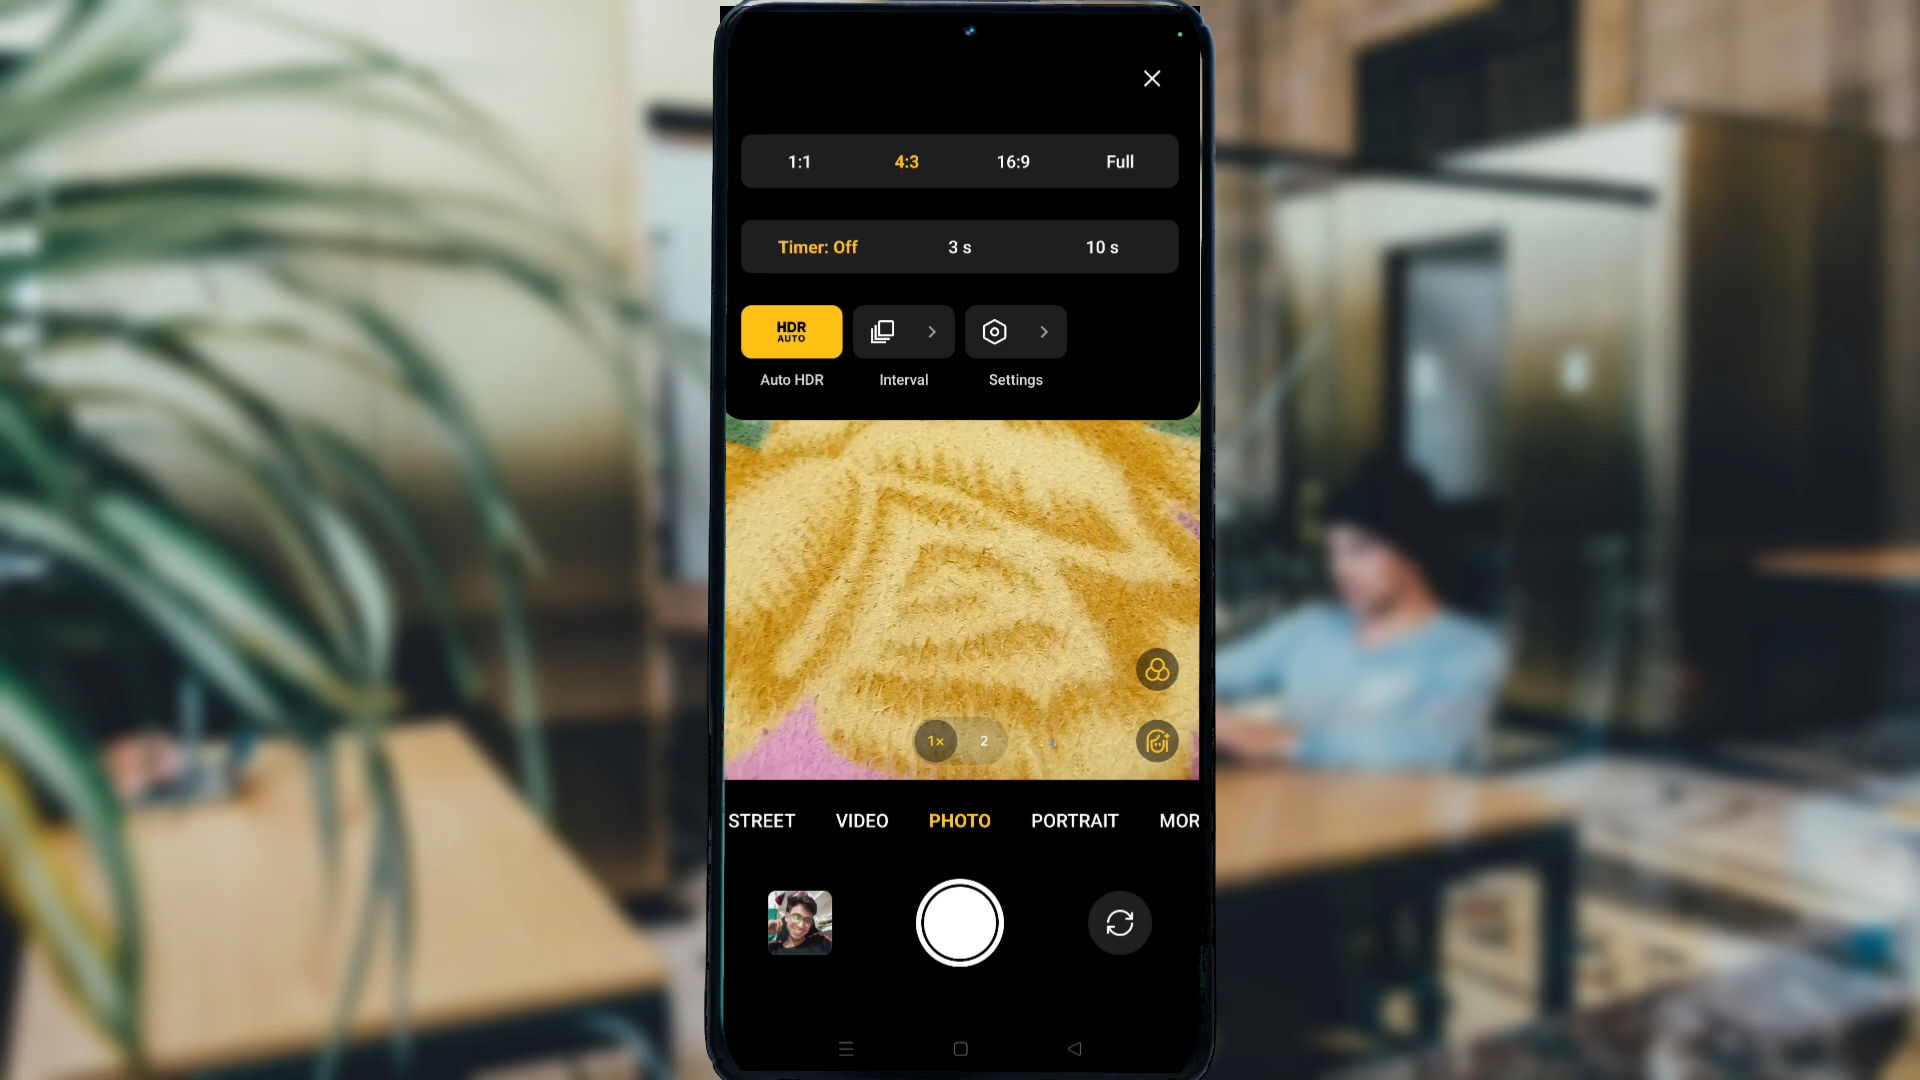 1:1 4:3 16:9 Full
Timer: Off 3 s 10 s
HDR
AUTO
Auto HDR Interval Settings
1× 2
STREET VIDEO PHOTO PORTRAIT MOR